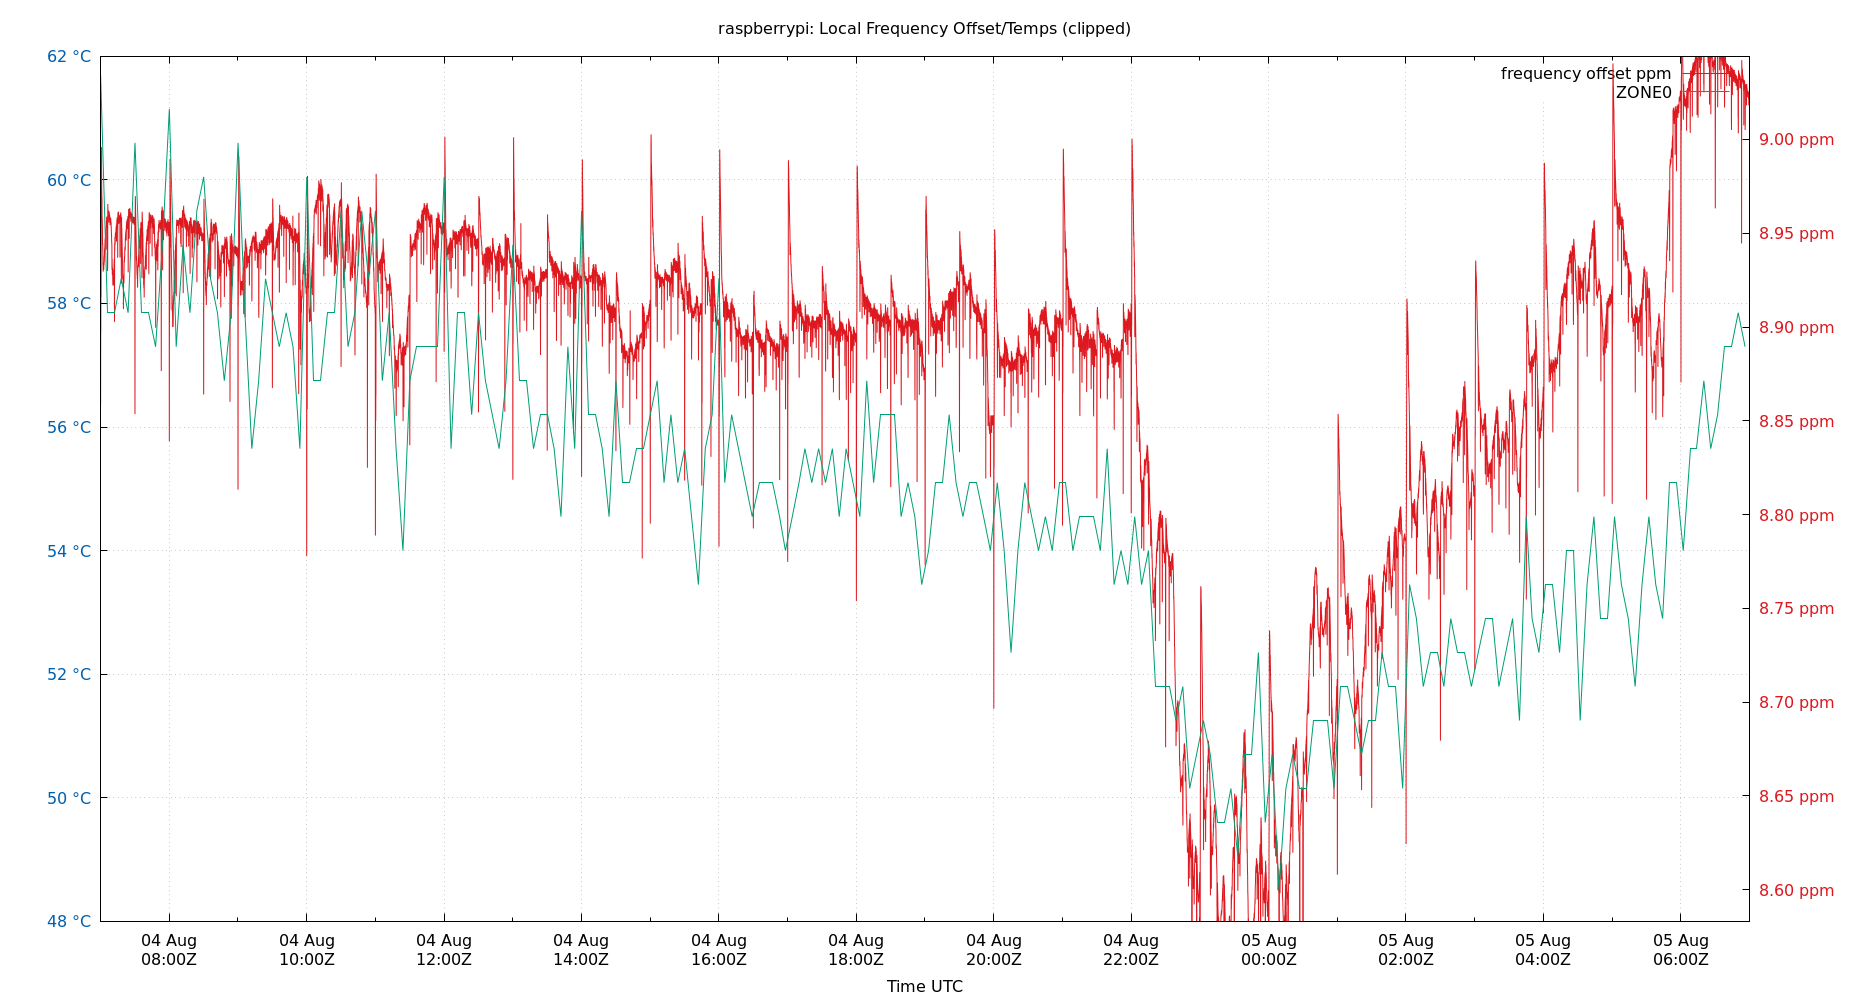 raspberrypi: Local Frequency Offset/Temps (clipped)
62 °C
60 °C
58 °C
56 °C
54 °C
52 °C
50 °C
48 °C
frequency offset ppm
ZONE0
9.00 ppm
8.95 ppm
8.90 ppm
8.85 ppm
8.80 ppm
8.75 ppm
8.70 ppm
8.65 ppm
8.60 ppm
04 Aug
08:00Z
04 Aug
10:00Z
04 Aug
12:00Z
04 Aug
14:00Z
04 Aug
16:00Z
04 Aug
18:00Z
04 Aug
20:00Z
04 Aug
22:00Z
05 Aug
00:00Z
05 Aug
02:00Z
05 Aug
04:00Z
05 Aug
06:00Z
Time UTC